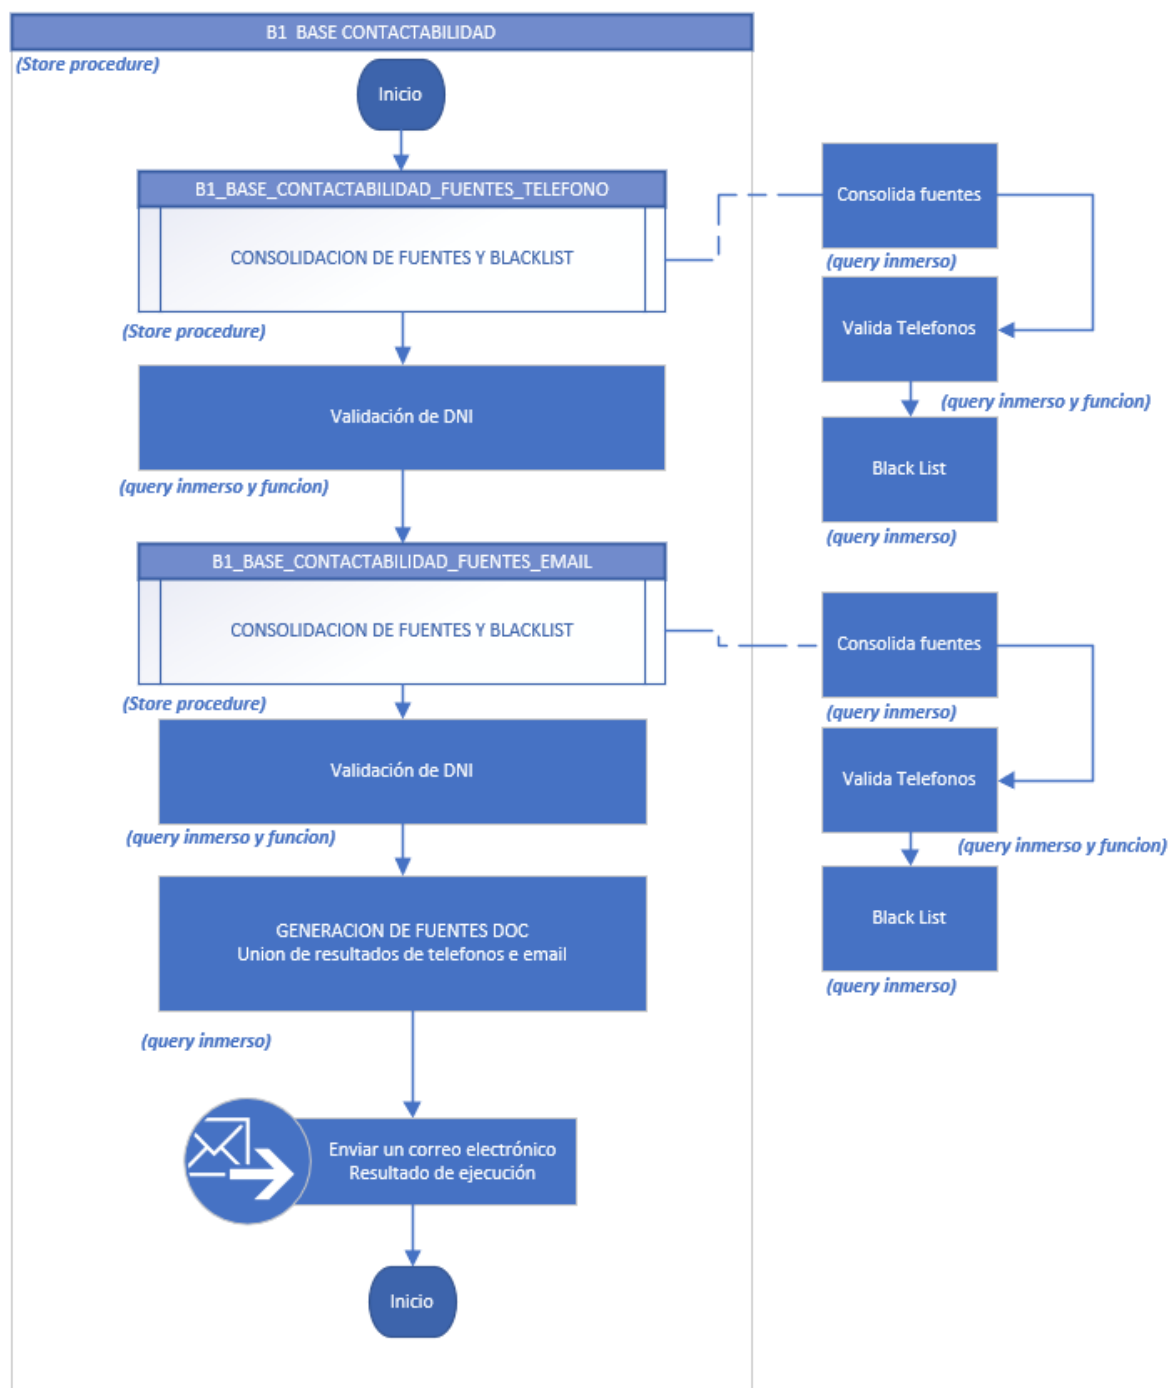 B1 BASE CONTACTABILIDAD
(Store procedure)
Inicio
B1_BASE_CONTACTABILIDAD_FUENTES_TELEFONO
CONSOLIDACION DE FUENTES Y BLACKLIST
(Store procedure)
Validación de DNI
(query inmerso y funcion)
B1_BASE_CONTACTABILIDAD_FUENTES_EMAIL
CONSOLIDACION DE FUENTES Y BLACKLIST
(Store procedure)
Validación de DNI
(query inmerso y funcion)
GENERACION DE FUENTES DOC
Union de resultados de telefonos e email
(query inmerso)
Enviar un correo electrónico
Resultado de ejecución
Inicio
Consolida fuentes
(query inmerso)
Valida Telefonos
(query inmerso y funcion)
Black List
(query inmerso)
Consolida fuentes
(query inmerso)
Valida Telefonos
(query inmerso y funcion)
Black List
(query inmerso)